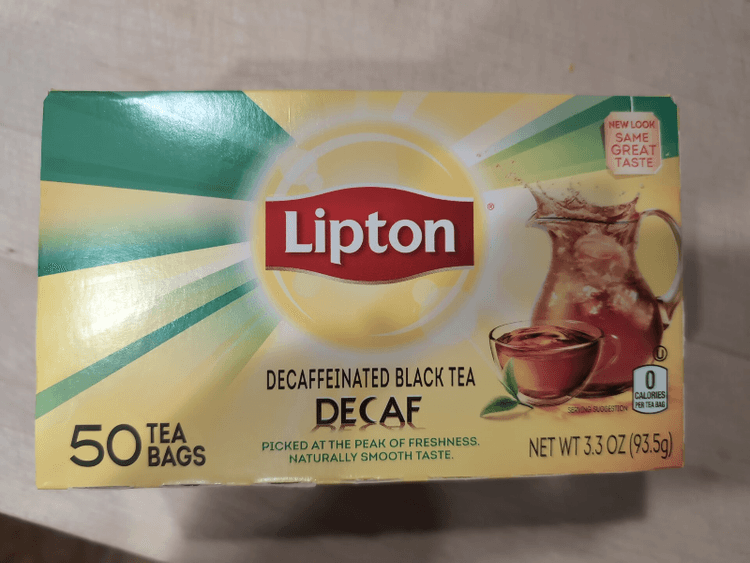 NEW LOOK
SAME
GREAT
TASTE
Lipton
®
DECAFFEINATED BLACK TEA
DECAF
PICKED AT THE PEAK OF FRESHNESS.
NATURALLY SMOOTH TASTE.
50 TEA
BAGS
SERVING SUGGESTION
U
0
CALORIES
PER TEA BAG
NET WT 3.3 OZ (93.5g)